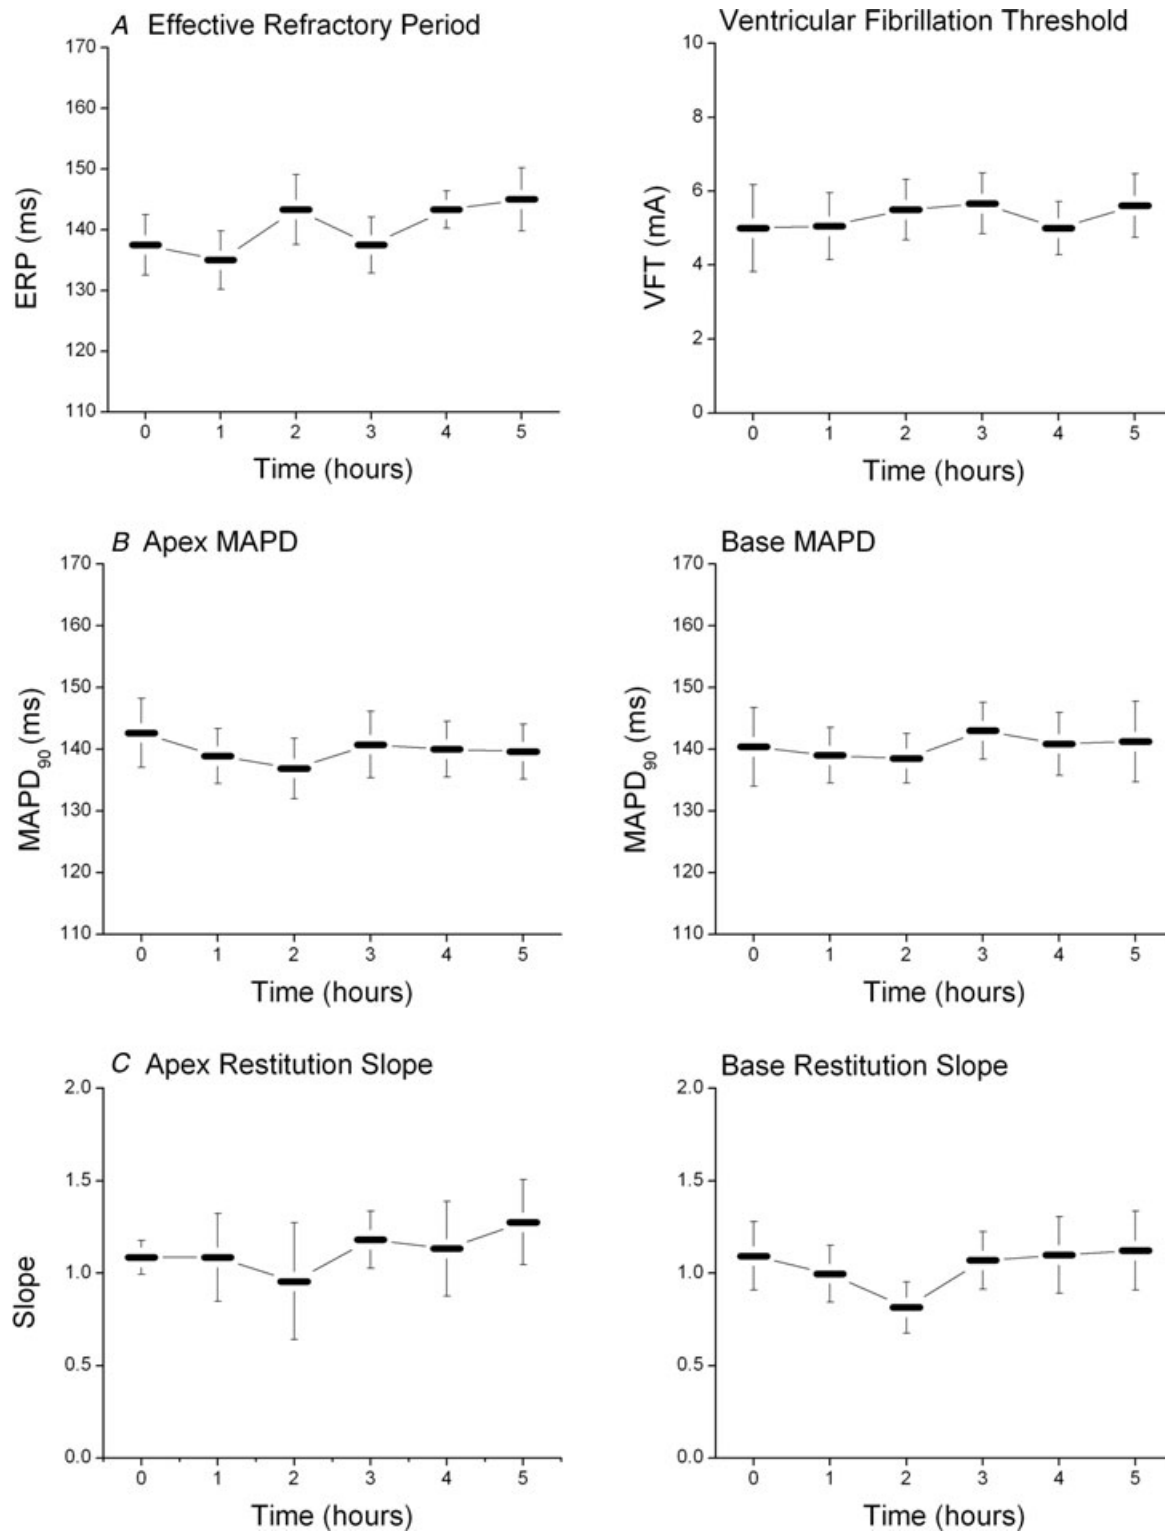 A Effective Refractory Period
170
160
150
140
130
120
110
ERP (ms)
0 1 2 3 4 5
Time (hours)
Ventricular Fibrillation Threshold
10
8
6
4
2
0
VFT (mA)
0 1 2 3 4 5
Time (hours)
B Apex MAPD
170
160
150
140
130
120
110
MAPD90 (ms)
0 1 2 3 4 5
Time (hours)
Base MAPD
170
160
150
140
130
120
110
MAPD90 (ms)
0 1 2 3 4 5
Time (hours)
C Apex Restitution Slope
2.0
1.5
1.0
0.5
0.0
Slope
0 1 2 3 4 5
Time (hours)
Base Restitution Slope
2.0
1.5
1.0
0.5
0.0
0 1 2 3 4 5
Time (hours)